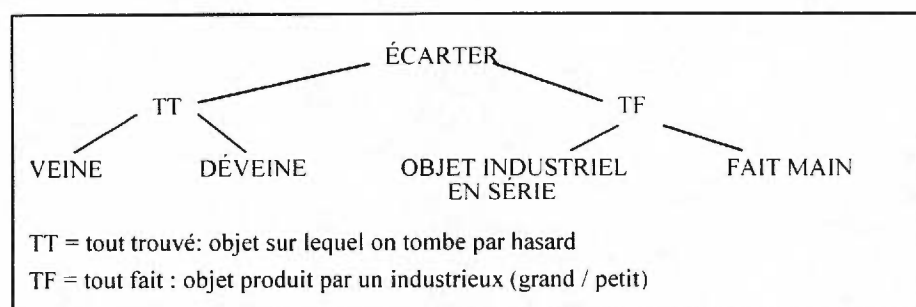 ÉCARTER
TT TF
VEINE DÉVEINE OBJET INDUSTRIEL FAIT MAIN
EN SÉRIE
TT = tout trouvé: objet sur lequel on tombe par hasard
TF = tout fait : objet produit par un industrieux (grand / petit)